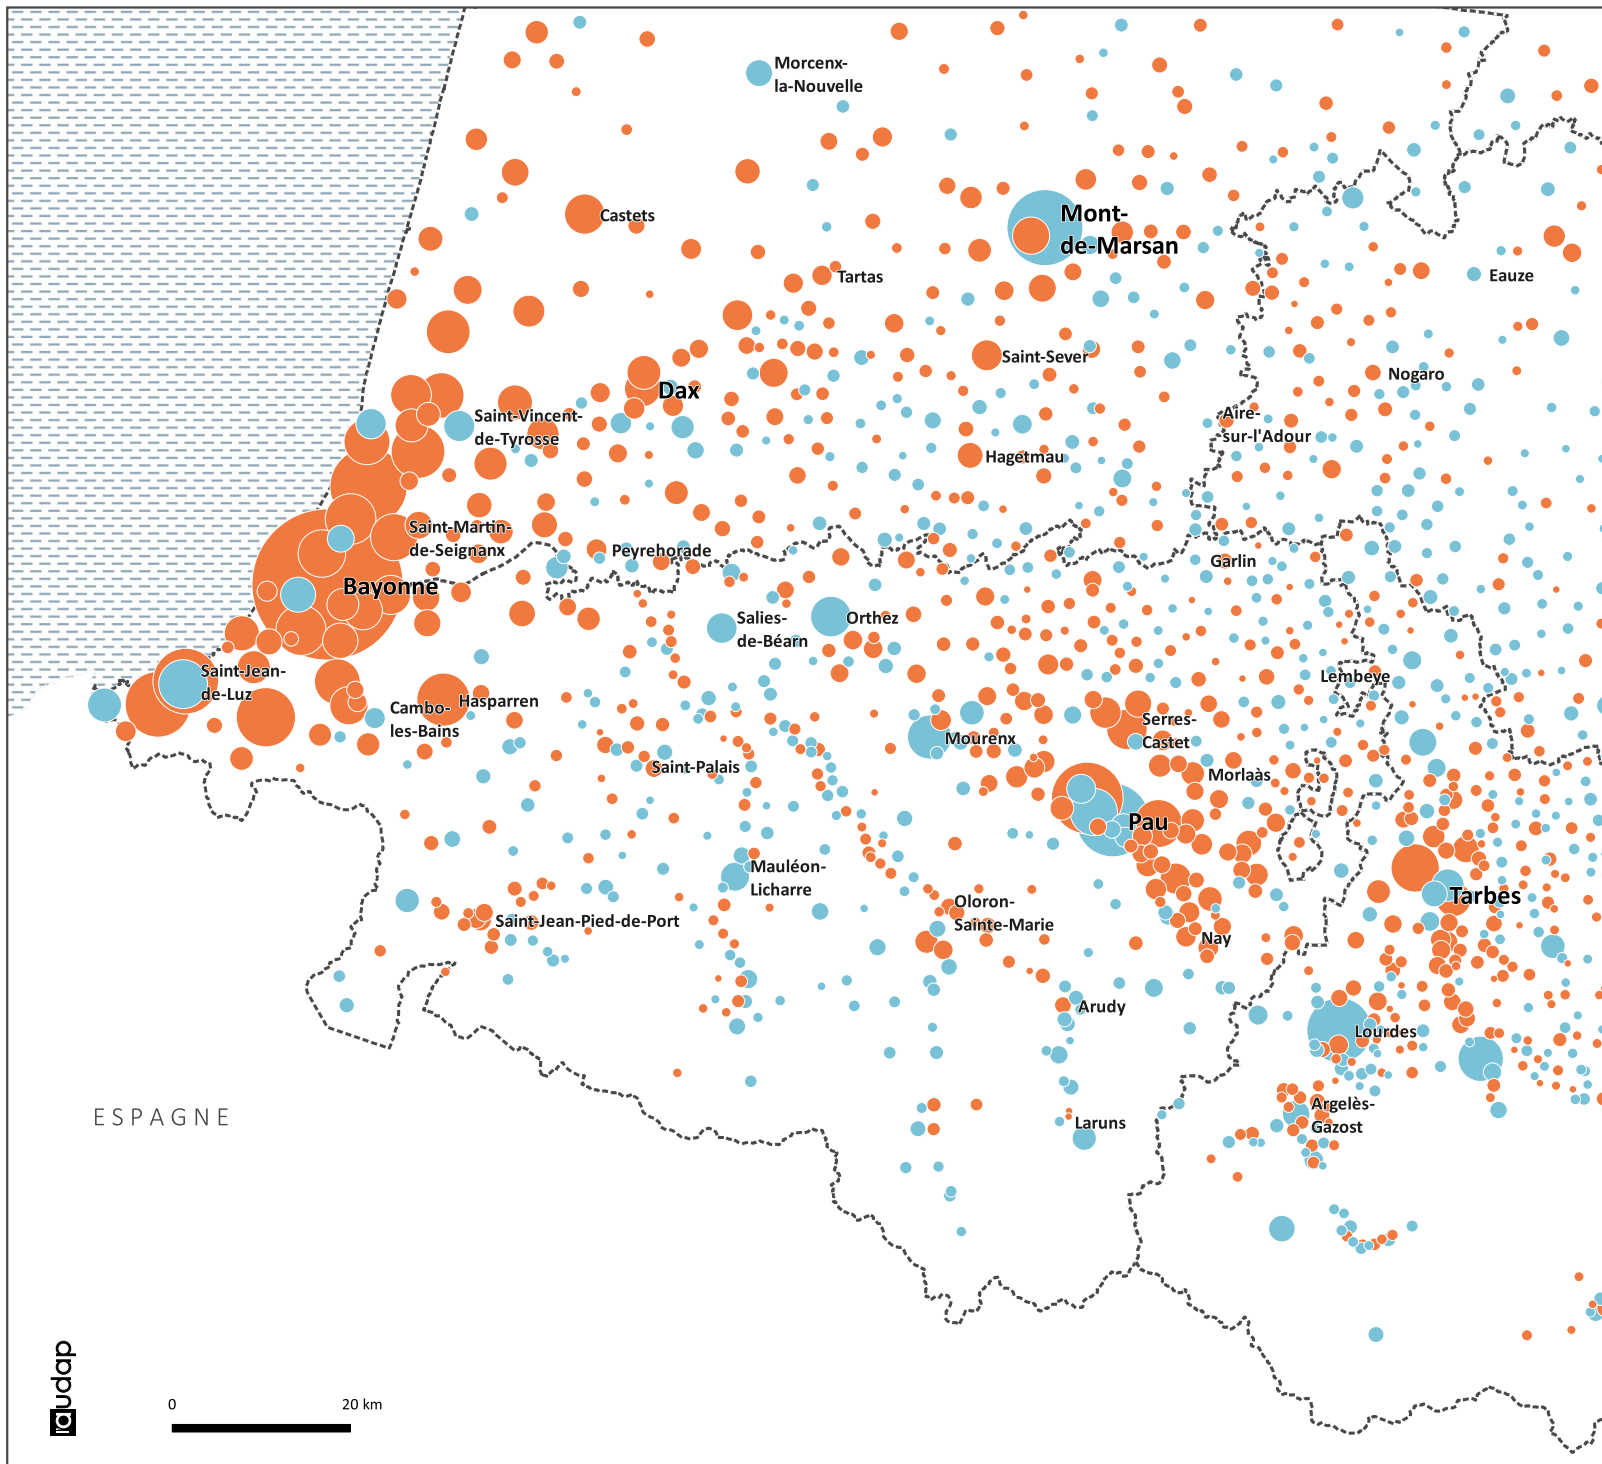 Morcenx-
la-Nouvelle
Castets
Mont-
de-Marsan
Tartas
Eauze
Saint-Sever
Nogaro
Dax
Saint-Vincent-
de-Tyrosse
Aire-
sur-l'Adour
Hagetmau
Saint-Martin-
de-Seignanx
Peyrehorade
Garlin
Bayonne
Salies-
de-Béarn
Orthez
Saint-Jean-
de-Luz
Lembeye
Hasparren
Cambo-
les-Bains
Serres-
Castet
Mourenx
Saint-Palais
Morlaàs
Pau
Mauléon-
Licharre
Tarbes
Oloron-
Sainte-Marie
Saint-Jean-Pied-de-Port
Nay
Arudy
Lourdes
Argelès-
Gazost
ESPAGNE
Laruns
audap
0 20 km